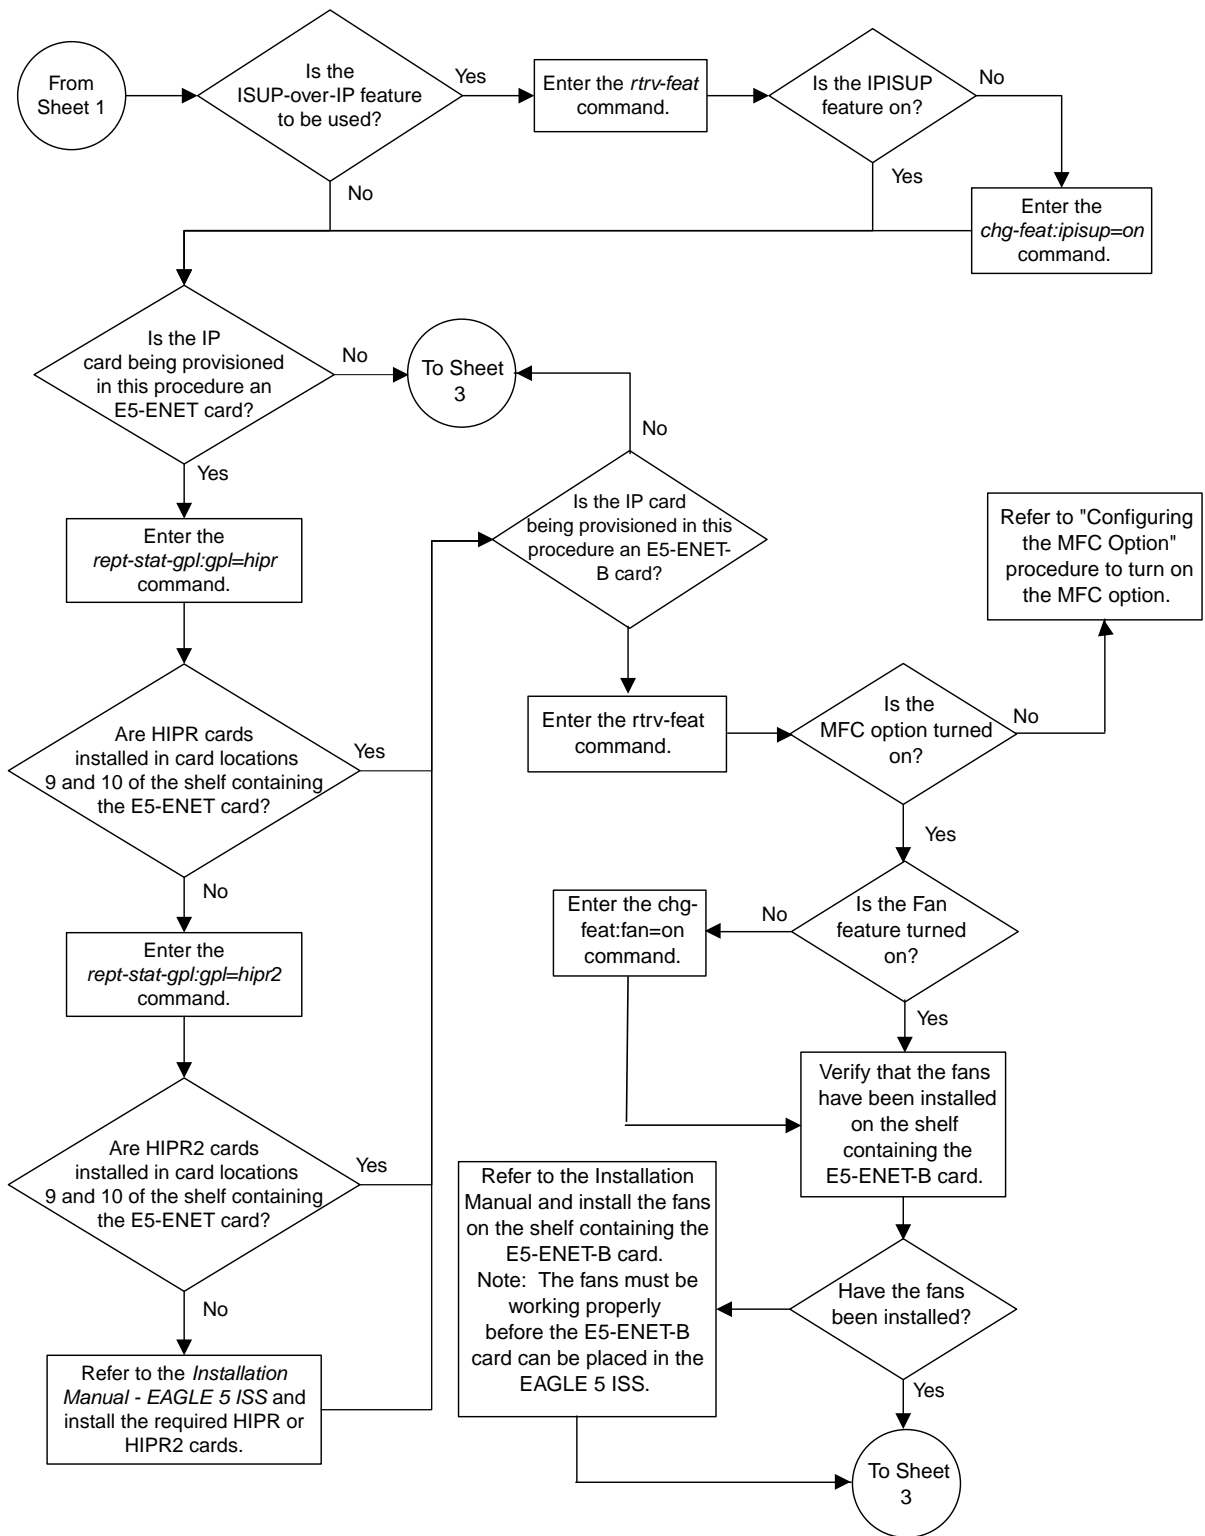 From
Sheet 1
Is the
ISUP-over-IP feature
to be used?
Yes
Enter the rtrv-feat
command.
Is the IPISUP
feature on?
No
Yes
No
Enter the
chg-feat:ipisup=on
command.
Is the IP
card being provisioned
in this procedure an
E5-ENET card?
No
To Sheet
3
No
Yes
Is the IP card
being provisioned in this
procedure an E5-ENET-
B card?
Enter the
rept-stat-gpl:gpl=hipr
command.
Refer to "Configuring
the MFC Option"
procedure to turn on
the MFC option.
Enter the rtrv-feat
command.
Is the
MFC option turned
on?
No
Are HIPR cards
installed in card locations
9 and 10 of the shelf containing
the E5-ENET card?
Yes
Yes
No
Enter the chg-
feat:fan=on
command.
No
Is the Fan
feature turned
on?
Enter the
rept-stat-gpl:gpl=hipr2
command.
Yes
Verify that the fans
have been installed
on the shelf
containing the
E5-ENET-B card.
Are HIPR2 cards
installed in card locations
9 and 10 of the shelf containing
the E5-ENET card?
Yes
Refer to the Installation
Manual and install the fans
on the shelf containing the
E5-ENET-B card.
Note: The fans must be
working properly
before the E5-ENET-B
card can be placed in the
EAGLE 5 ISS.
Have the fans
been installed?
No
Yes
Refer to the Installation
Manual - EAGLE 5 ISS and
install the required HIPR or
HIPR2 cards.
To Sheet
3